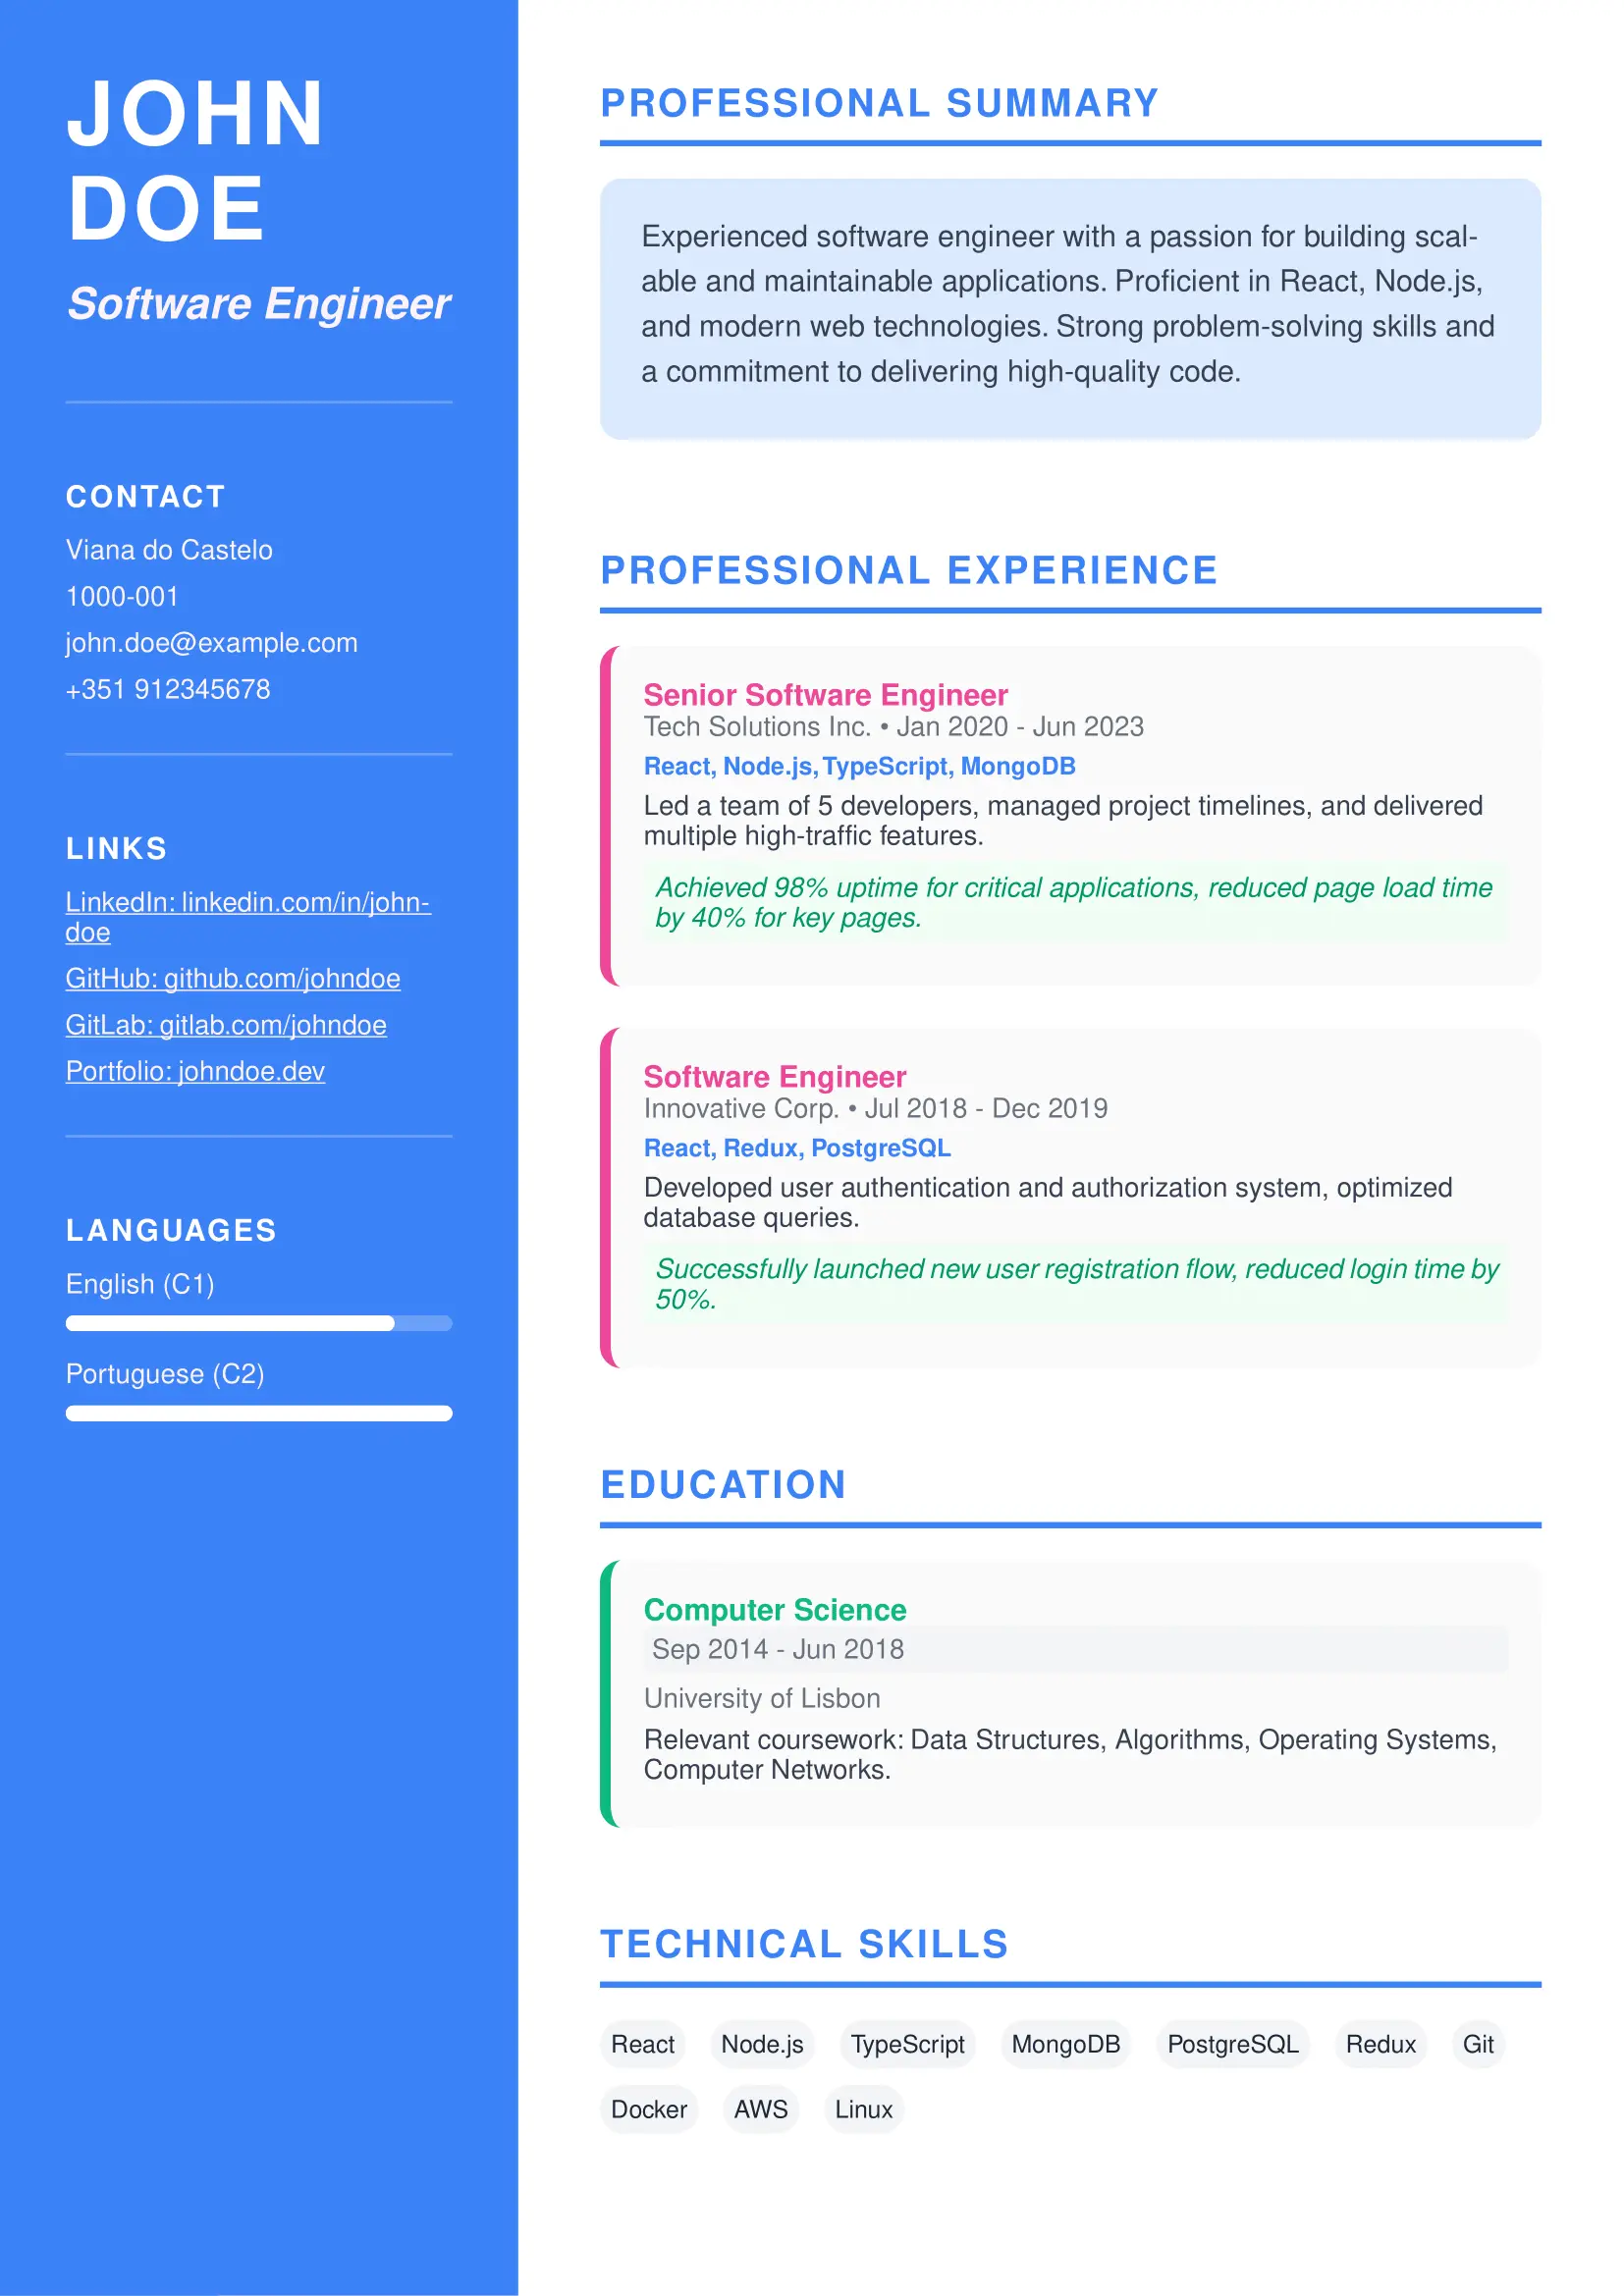 JOHN
DOE
Software Engineer
CONTACT
Viana do Castelo
1000-001
john.doe@example.com
+351 912345678
LINKS
LinkedIn: linkedin.com/in/john-
doe
GitHub: github.com/johndoe
GitLab: gitlab.com/johndoe
Portfolio: johndoe.dev
LANGUAGES
English (C1)
Portuguese (C2)
PROFESSIONAL SUMMARY
Experienced software engineer with a passion for building scal-
able and maintainable applications. Proficient in React, Node.js,
and modern web technologies. Strong problem-solving skills and
a commitment to delivering high-quality code.
PROFESSIONAL EXPERIENCE
Senior Software Engineer
Tech Solutions Inc. • Jan 2020 - Jun 2023
React, Node.js, TypeScript, MongoDB
Led a team of 5 developers, managed project timelines, and delivered
multiple high-traffic features.
Achieved 98% uptime for critical applications, reduced page load time
by 40% for key pages.
Software Engineer
Innovative Corp. • Jul 2018 - Dec 2019
React, Redux, PostgreSQL
Developed user authentication and authorization system, optimized
database queries.
Successfully launched new user registration flow, reduced login time by
50%.
EDUCATION
Computer Science
Sep 2014 - Jun 2018
University of Lisbon
Relevant coursework: Data Structures, Algorithms, Operating Systems,
Computer Networks.
TECHNICAL SKILLS
React Node.js TypeScript MongoDB PostgreSQL Redux Git
Docker AWS Linux